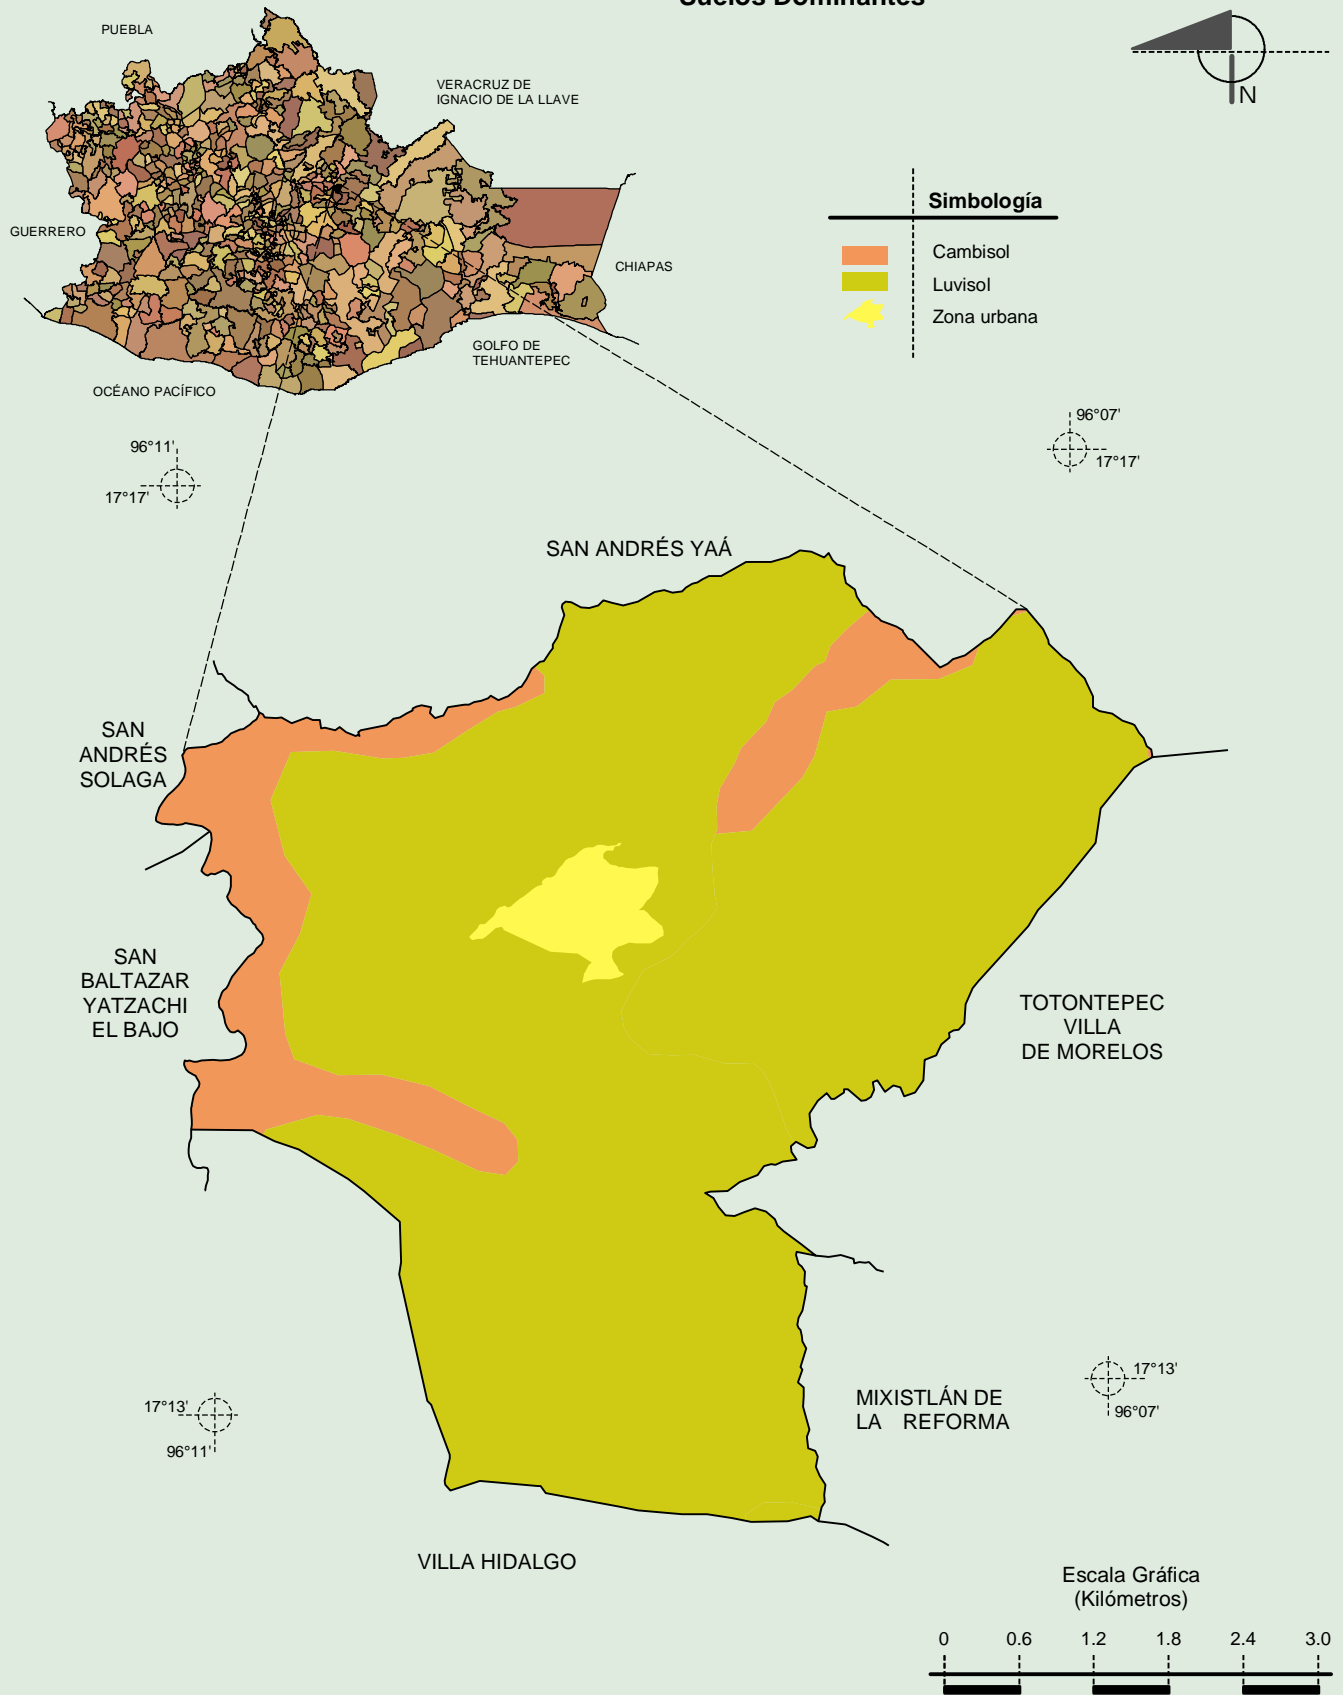 Suelos Dominantes
PUEBLA
VERACRUZ DE
IGNACIO DE LA LLAVE
N
Simbología
GUERRERO
CHIAPAS
Cambisol
Luvisol
Zona urbana
GOLFO DE
TEHUANTEPEC
OCÉANO PACÍFICO
96°11'
17°17'
96°07'
17°17'
SAN ANDRÉS YAÁ
SAN
ANDRÉS
SOLAGA
SAN
BALTAZAR
YATZACHI
EL BAJO
TOTONTEPEC
VILLA
DE MORELOS
17°13'
96°11'
MIXISTLÁN DE
LA REFORMA
17°13'
96°07'
VILLA HIDALGO
Escala Gráfica
(Kilómetros)
0 0.6 1.2 1.8 2.4 3.0